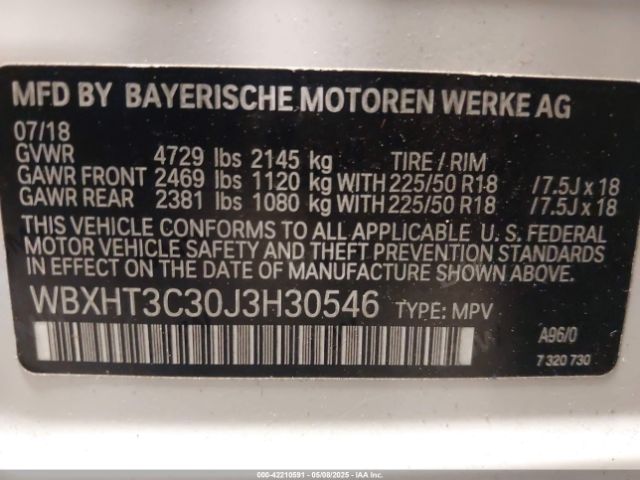 MFD BY BAYERISCHE MOTOREN WERKE AG
07/18
GVWR 4729 lbs 2145 kg TIRE / RIM
GAWR FRONT 2469 lbs 1120 kg WITH 225/50 R18 /7.5J x 18
GAWR REAR 2381 lbs 1080 kg WITH 225/50 R18 /7.5J x 18
THIS VEHICLE CONFORMS TO ALL APPLICABLE U. S. FEDERAL
MOTOR VEHICLE SAFETY AND THEFT PREVENTION STANDARDS
IN EFFECT ON THE DATE OF MANUFACTURE SHOWN ABOVE.
WBXHT3C30J3H30546 TYPE: MPV
A96/0
7 320 730
000-42210591 - 05/08/2025 - IAAI.CA